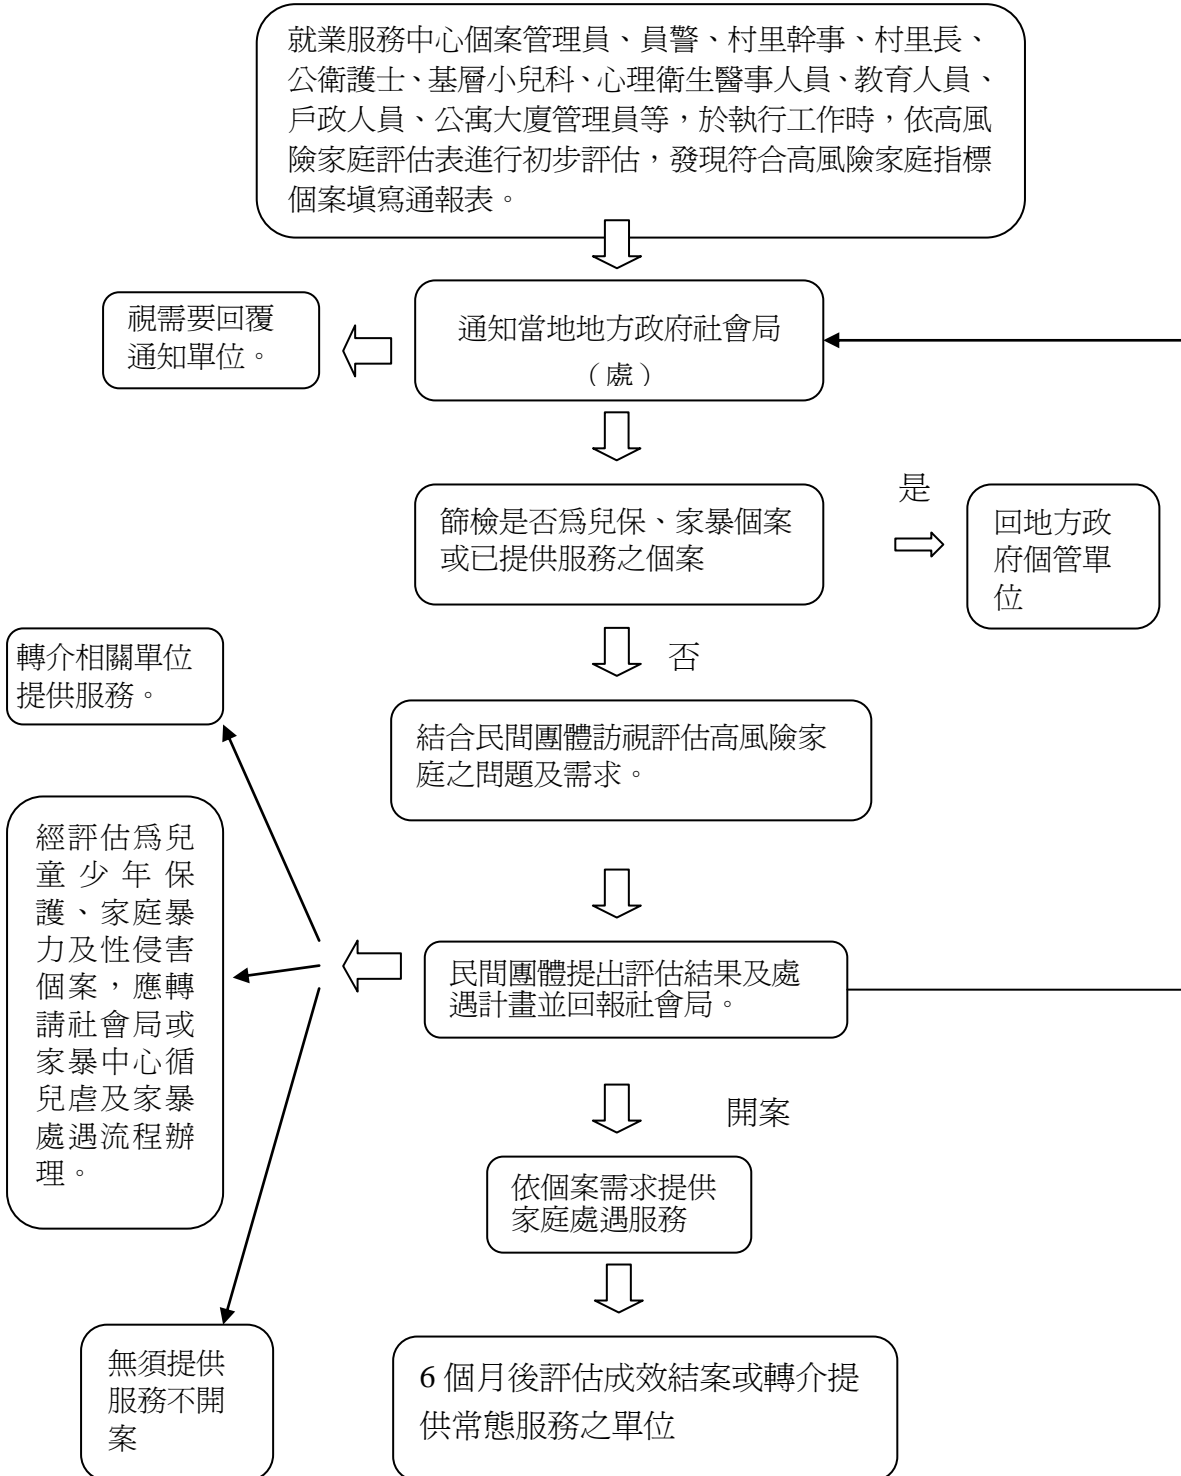 就業服務中心個案管理員、員警、村里幹事、村里長、
公衛護士、基層小兒科、心理衛生醫事人員、教育人員、
戶政人員、公寓大廈管理員等，於執行工作時，依高風
險家庭評估表進行初步評估，發現符合高風險家庭指標
個案填寫通報表。
視需要回覆
通知單位。
通知當地地方政府社會局
（處）
篩檢是否為兒保、家暴個案
或已提供服務之個案
是
回地方政
府個管單
位
否
轉介相關單位
提供服務。
結合民間團體訪視評估高風險家
庭之問題及需求。
經評估為兒
童少年保
護、家庭暴
力及性侵害
個案，應轉
請社會局或
家暴中心循
兒虐及家暴
處遇流程辦
理。
民間團體提出評估結果及處
遇計畫並回報社會局。
開案
依個案需求提供
家庭處遇服務
無須提供
服務不開
案
6 個月後評估成效結案或轉介提
供常態服務之單位